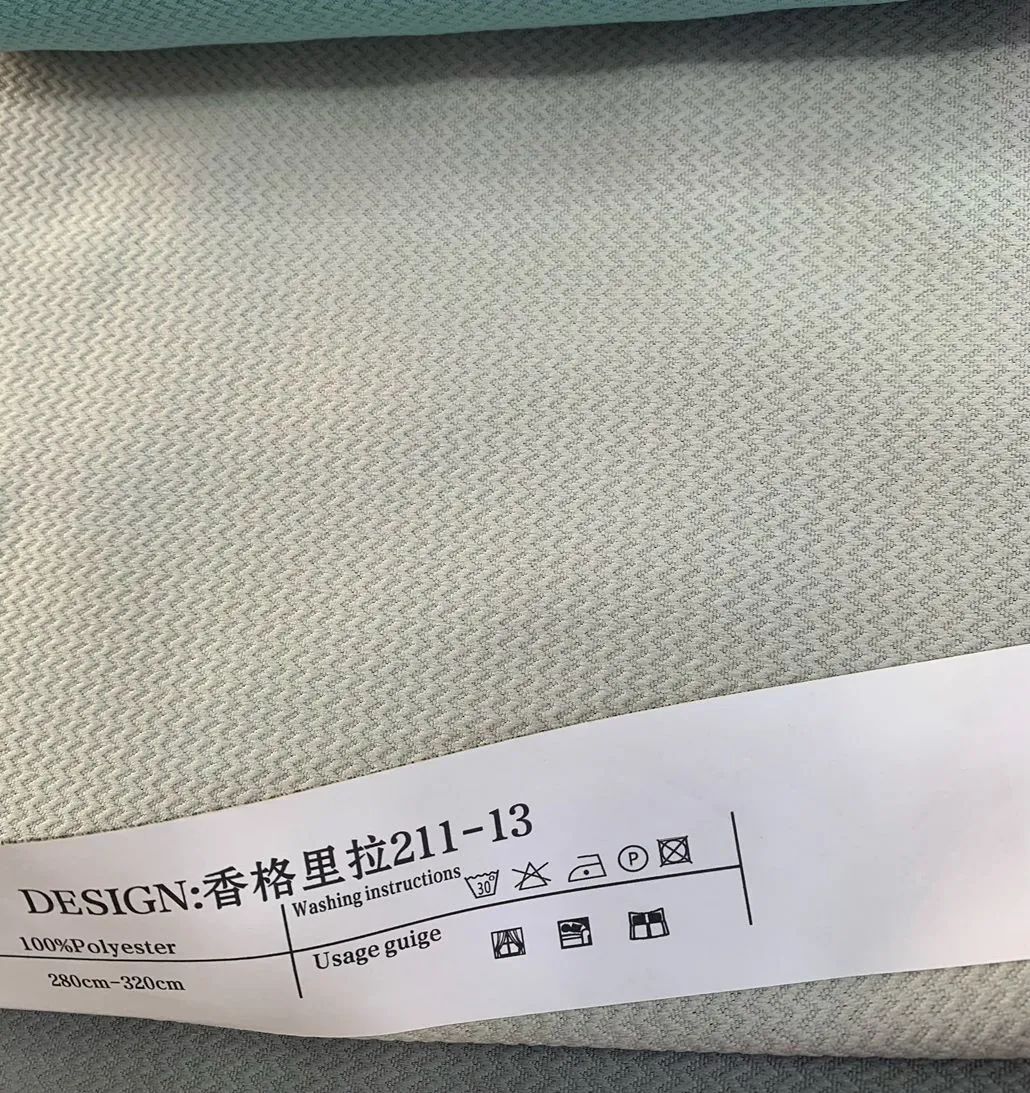 DESIGN:香格里拉211-13
100%Polyester
280cm-320cm
Washing instructions
30°
P
Usage guige